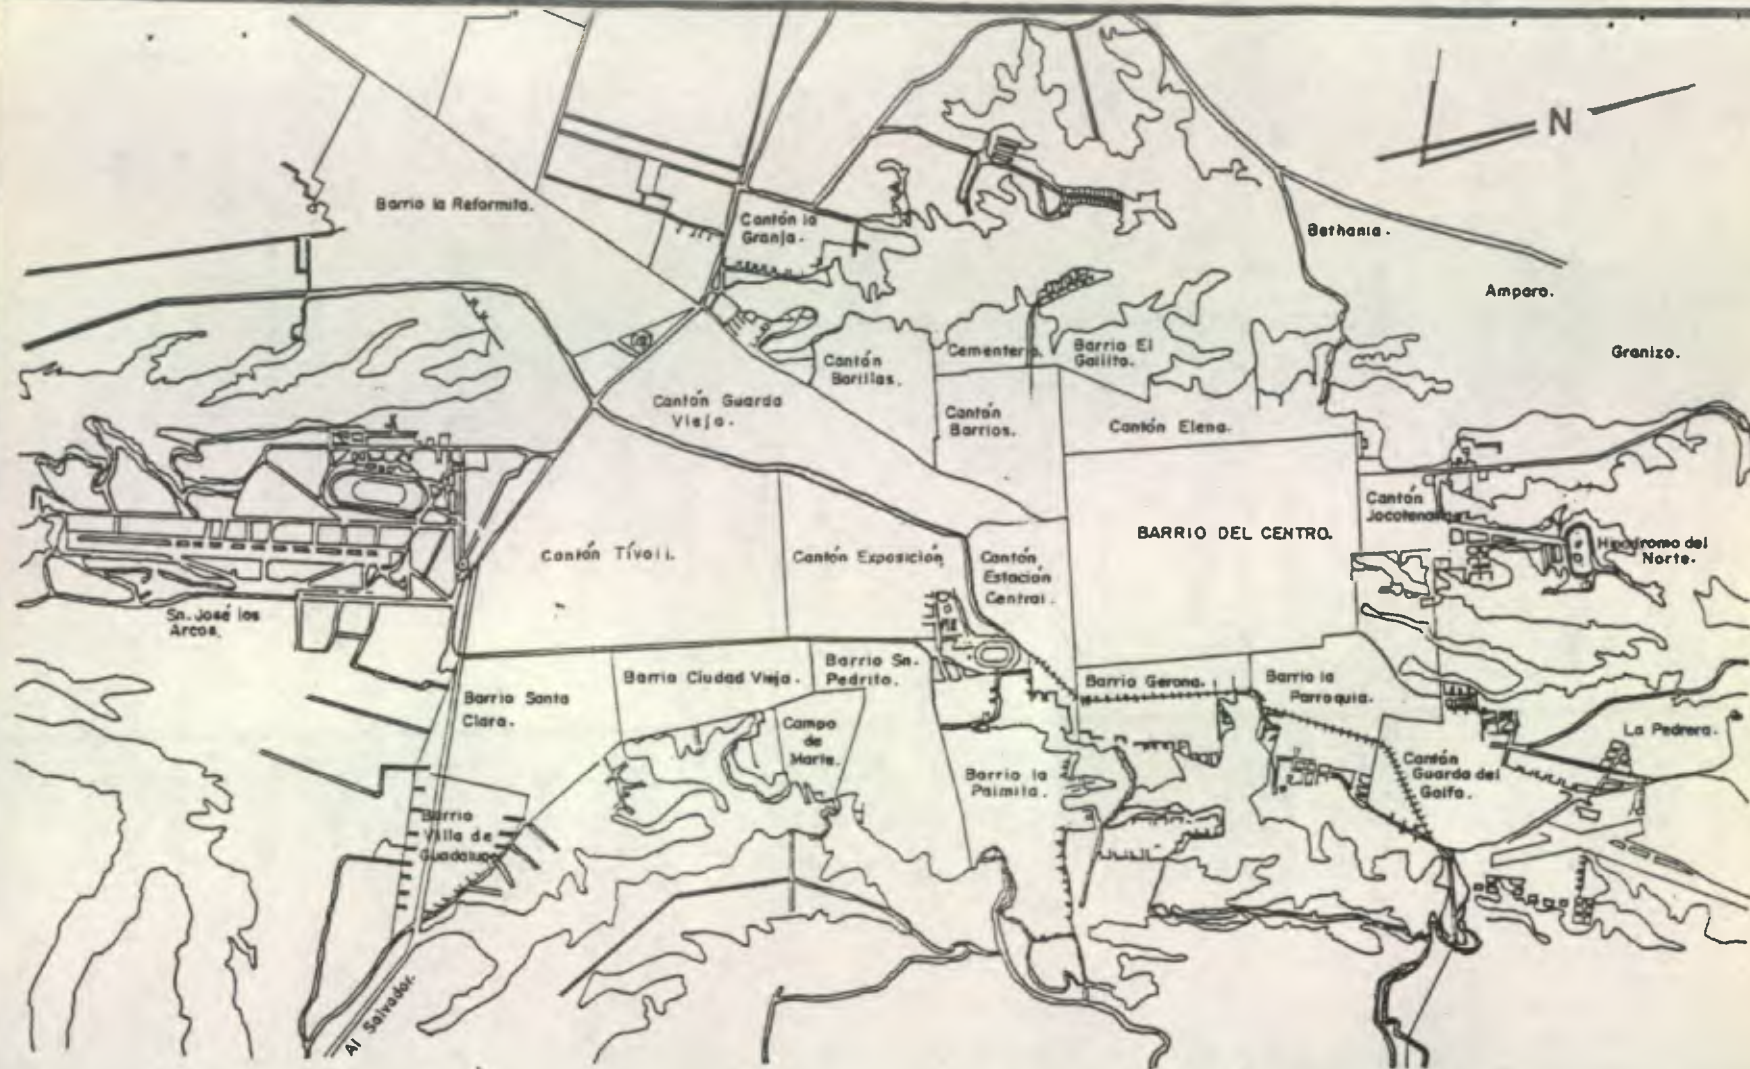 N
Barrio la Reformita.
Cantón la
Granja.
Bethania.
Amparo.
Granizo.
Cementerio.
Barrio El
Gallito.
Cantón
Barillas.
Cantón Guarda
Viejo.
Cantón
Barrios.
Cantón Elena.
Cantón
Jocotenango
BARRIO DEL CENTRO.
Hipodromo del
Norte.
Cantón Tívoli.
Cantón Exposición
Cantón
Estación
Central.
Sn. José los
Arcos.
Barrio Santa
Clara.
Barrio Ciudad Vieja.
Barrio Sn.
Pedrito.
Barrio Gerona.
Barrio la
Parroquia.
Campo
de
Marte.
La Pedrera.
Barrio la
Palmita.
Cantón
Guarda del
Golfo.
Barrio
Villa de
Guadalupe
Al Salvador.